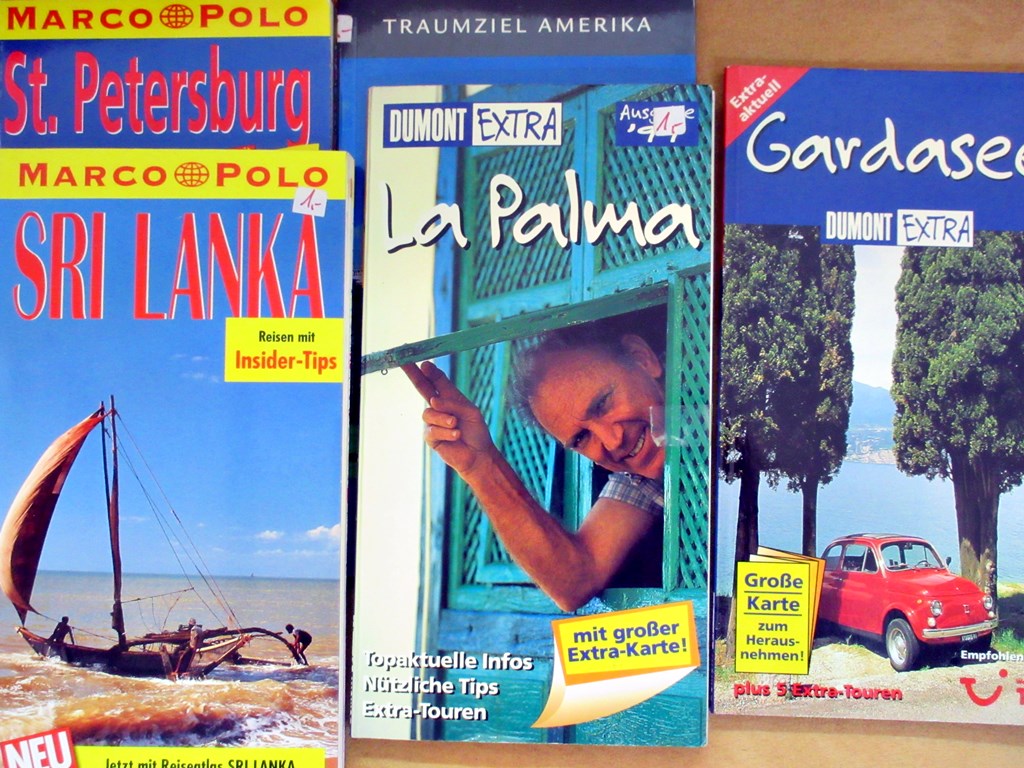 MARCO POLO
St. Petersburg
MARCO POLO
1,-
SRI LANKA
Reisen mit
Insider-Tips
NEU
Jetzt mit Reiseatlas SRI LANKA
TRAUMZIEL AMERIKA
DUMONT EXTRA
1,-
La Palma
mit großer
Extra-Karte!
Topaktuelle Infos
Nützliche Tips
Extra-Touren
Extra-
aktuell
Gardasee
DUMONT EXTRA
Große
Karte
zum
Heraus-
nehmen!
plus 5 Extra-Touren
Empfohlen